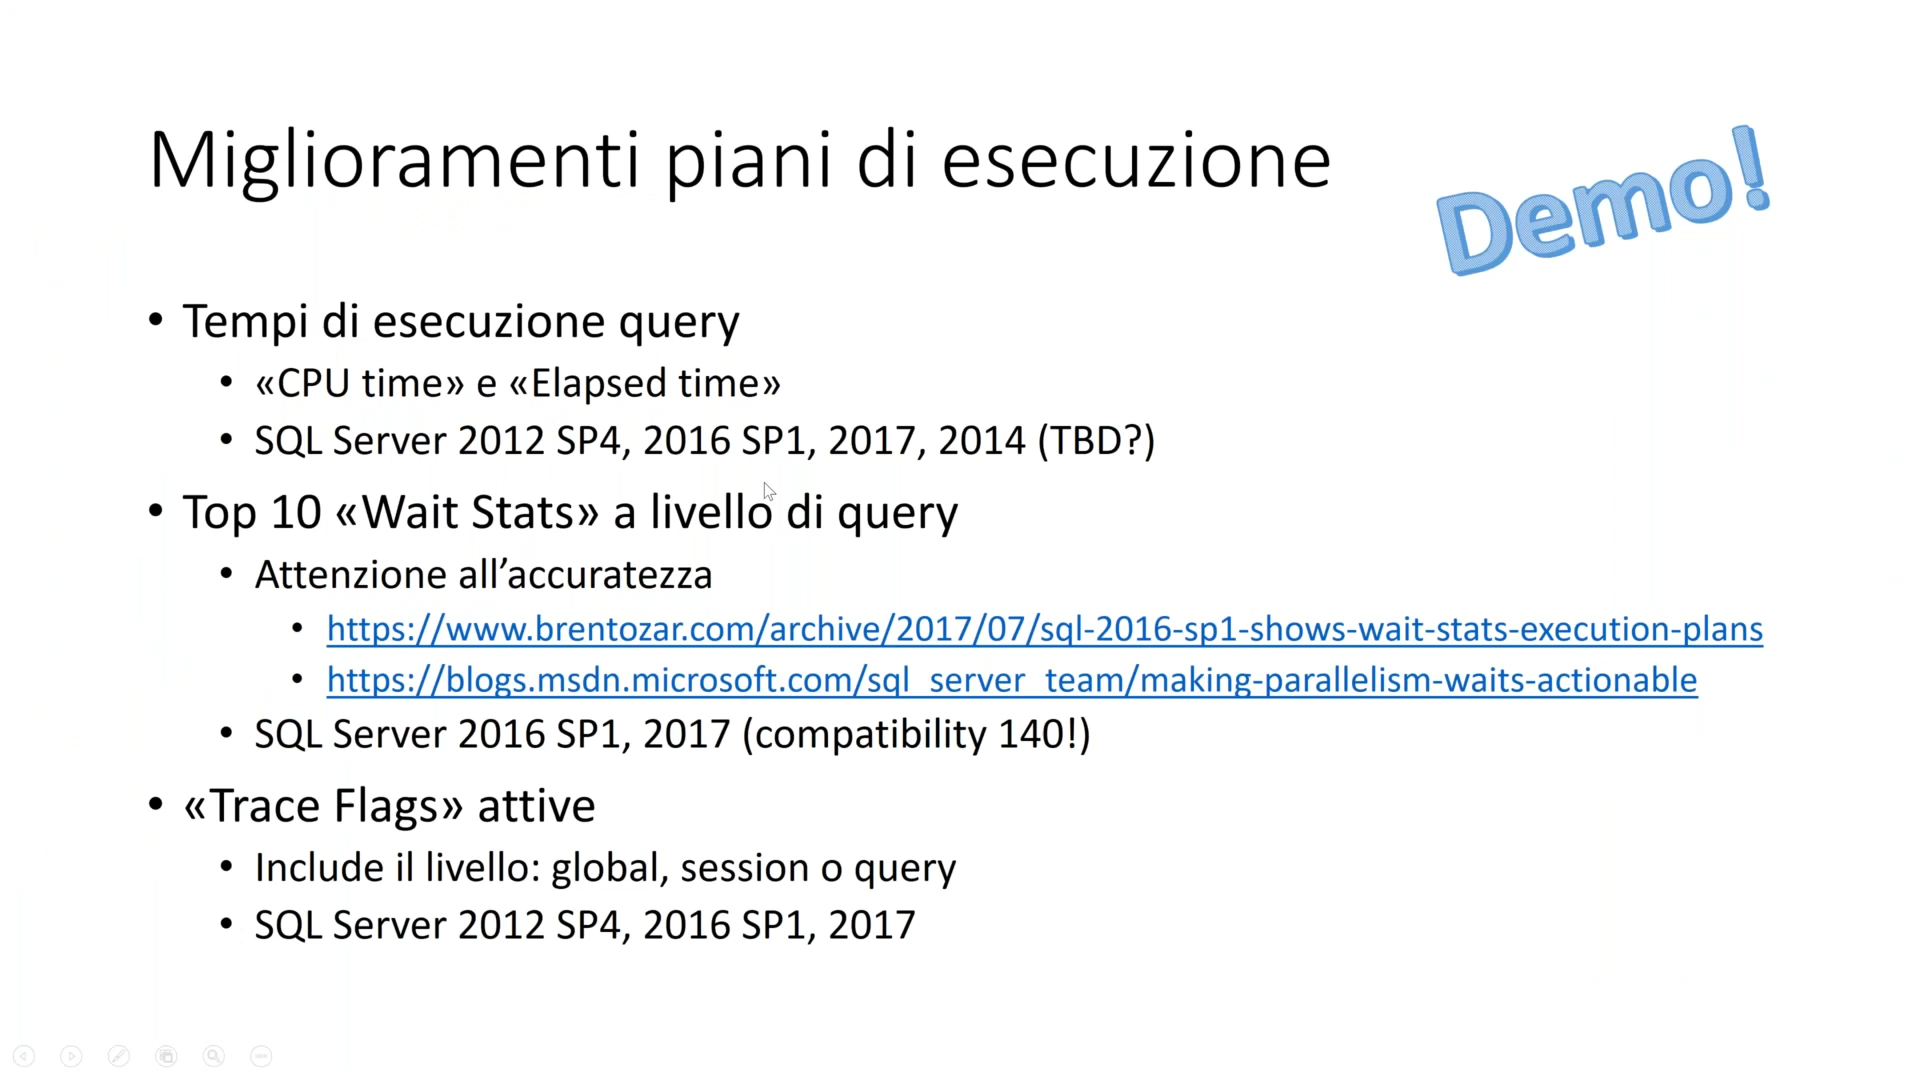 Miglioramenti piani di esecuzione
Demo!
• Tempi di esecuzione query
• «CPU time» e «Elapsed time»
• SQL Server 2012 SP4, 2016 SP1, 2017, 2014 (TBD?)
• Top 10 «Wait Stats» a livello di query
• Attenzione all’accuratezza
• https://www.brentozar.com/archive/2017/07/sql-2016-sp1-shows-wait-stats-execution-plans
• https://blogs.msdn.microsoft.com/sql_server_team/making-parallelism-waits-actionable
• SQL Server 2016 SP1, 2017 (compatibility 140!)
• «Trace Flags» attive
• Include il livello: global, session o query
• SQL Server 2012 SP4, 2016 SP1, 2017